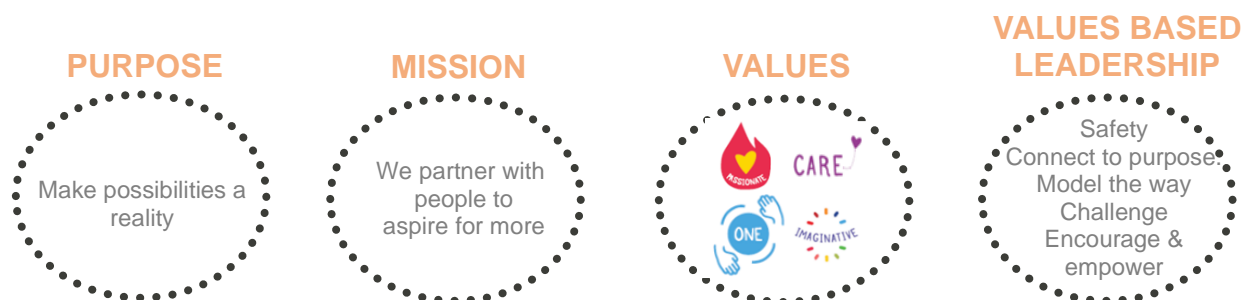 PURPOSE
Make possibilities a
reality
MISSION
We partner with
people to
aspire for more
VALUES
PASSIONATE
CARE
ONE
IMAGINATIVE
VALUES BASED
LEADERSHIP
Safety
Connect to purpose.
Model the way
Challenge
Encourage &
empower